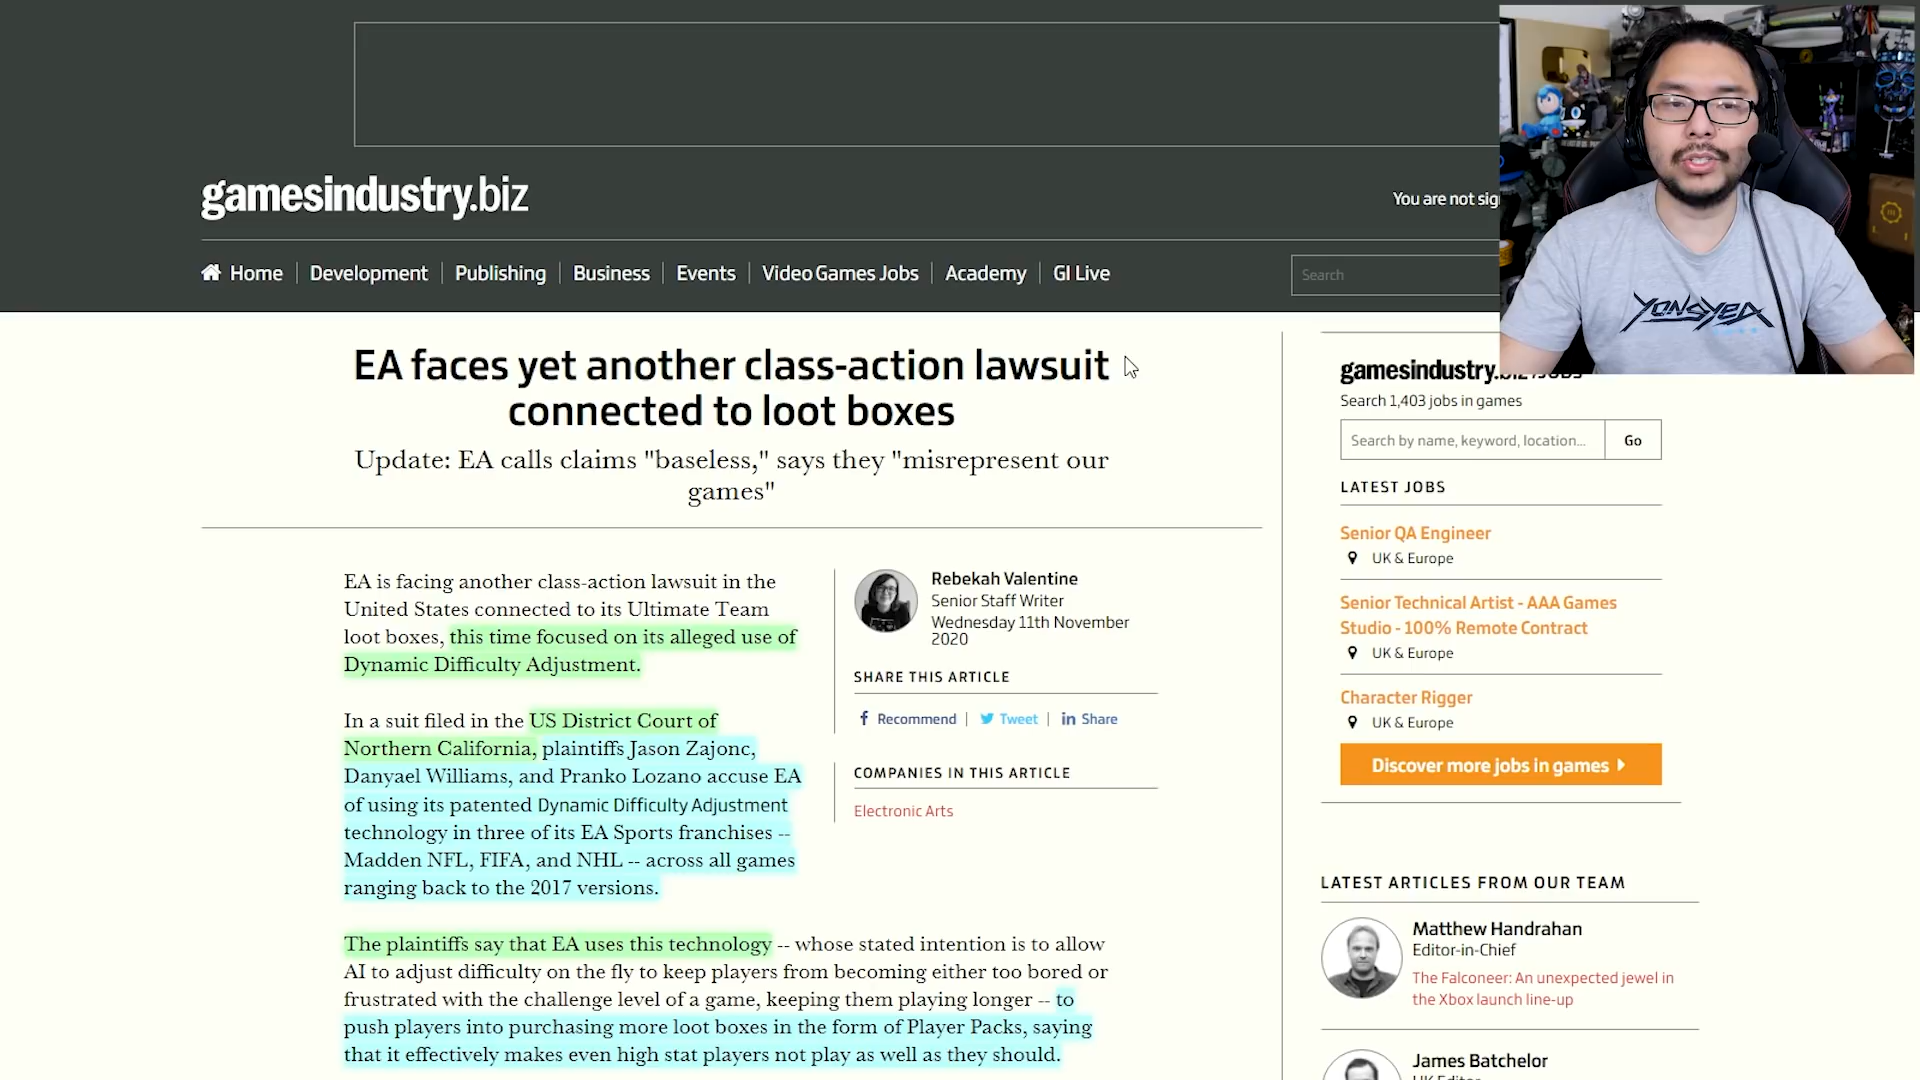 gamesindustry.biz
You are not sig
Home
Development
Publishing
Business
Events
Video Games Jobs
Academy
GI Live
Search
YONGYEA
EA faces yet another class-action lawsuit
connected to loot boxes
Update: EA calls claims "baseless," says they "misrepresent our
games"
EA is facing another class-action lawsuit in the
United States connected to its Ultimate Team
loot boxes, this time focused on its alleged use of
Dynamic Difficulty Adjustment.
In a suit filed in the US District Court of
Northern California, plaintiffs Jason Zajonc,
Danyael Williams, and Pranko Lozano accuse EA
of using its patented Dynamic Difficulty Adjustment
technology in three of its EA Sports franchises --
Madden NFL, FIFA, and NHL -- across all games
ranging back to the 2017 versions.
The plaintiffs say that EA uses this technology -- whose stated intention is to allow
AI to adjust difficulty on the fly to keep players from becoming either too bored or
frustrated with the challenge level of a game, keeping them playing longer -- to
push players into purchasing more loot boxes in the form of Player Packs, saying
that it effectively makes even high stat players not play as well as they should.
Rebekah Valentine
Senior Staff Writer
Wednesday 11th November
2020
SHARE THIS ARTICLE
Recommend
Tweet
Share
COMPANIES IN THIS ARTICLE
Electronic Arts
gamesindustry.biz JOBS
Search 1,403 jobs in games
Search by name, keyword, location...
Go
LATEST JOBS
Senior QA Engineer
UK & Europe
Senior Technical Artist - AAA Games
Studio - 100% Remote Contract
UK & Europe
Character Rigger
UK & Europe
Discover more jobs in games
LATEST ARTICLES FROM OUR TEAM
Matthew Handrahan
Editor-in-Chief
The Falconeer: An unexpected jewel in
the Xbox launch line-up
James Batchelor
UK Editor